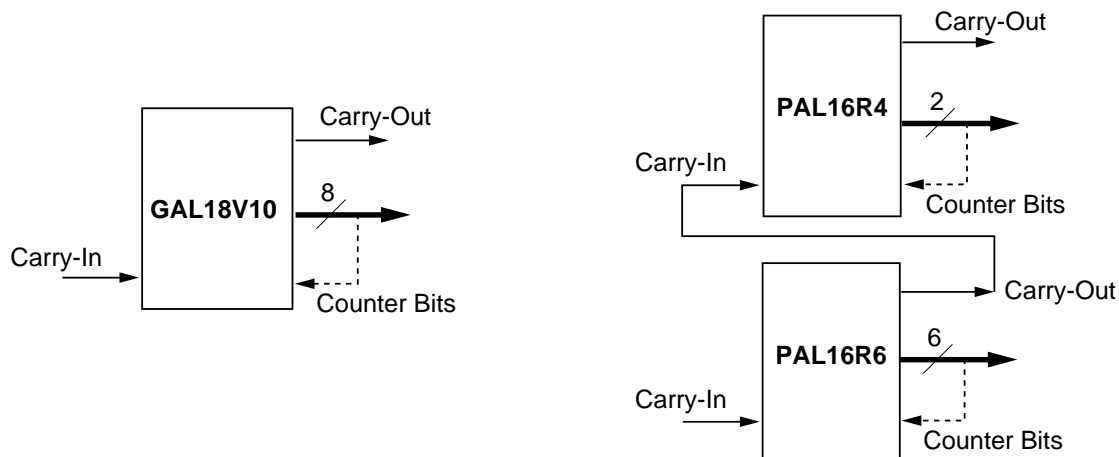 Carry-Out
8
GAL18V10
Carry-In
Counter Bits
Carry-Out
2
PAL16R4
Carry-In
Counter Bits
Carry-Out
6
PAL16R6
Carry-In
Counter Bits